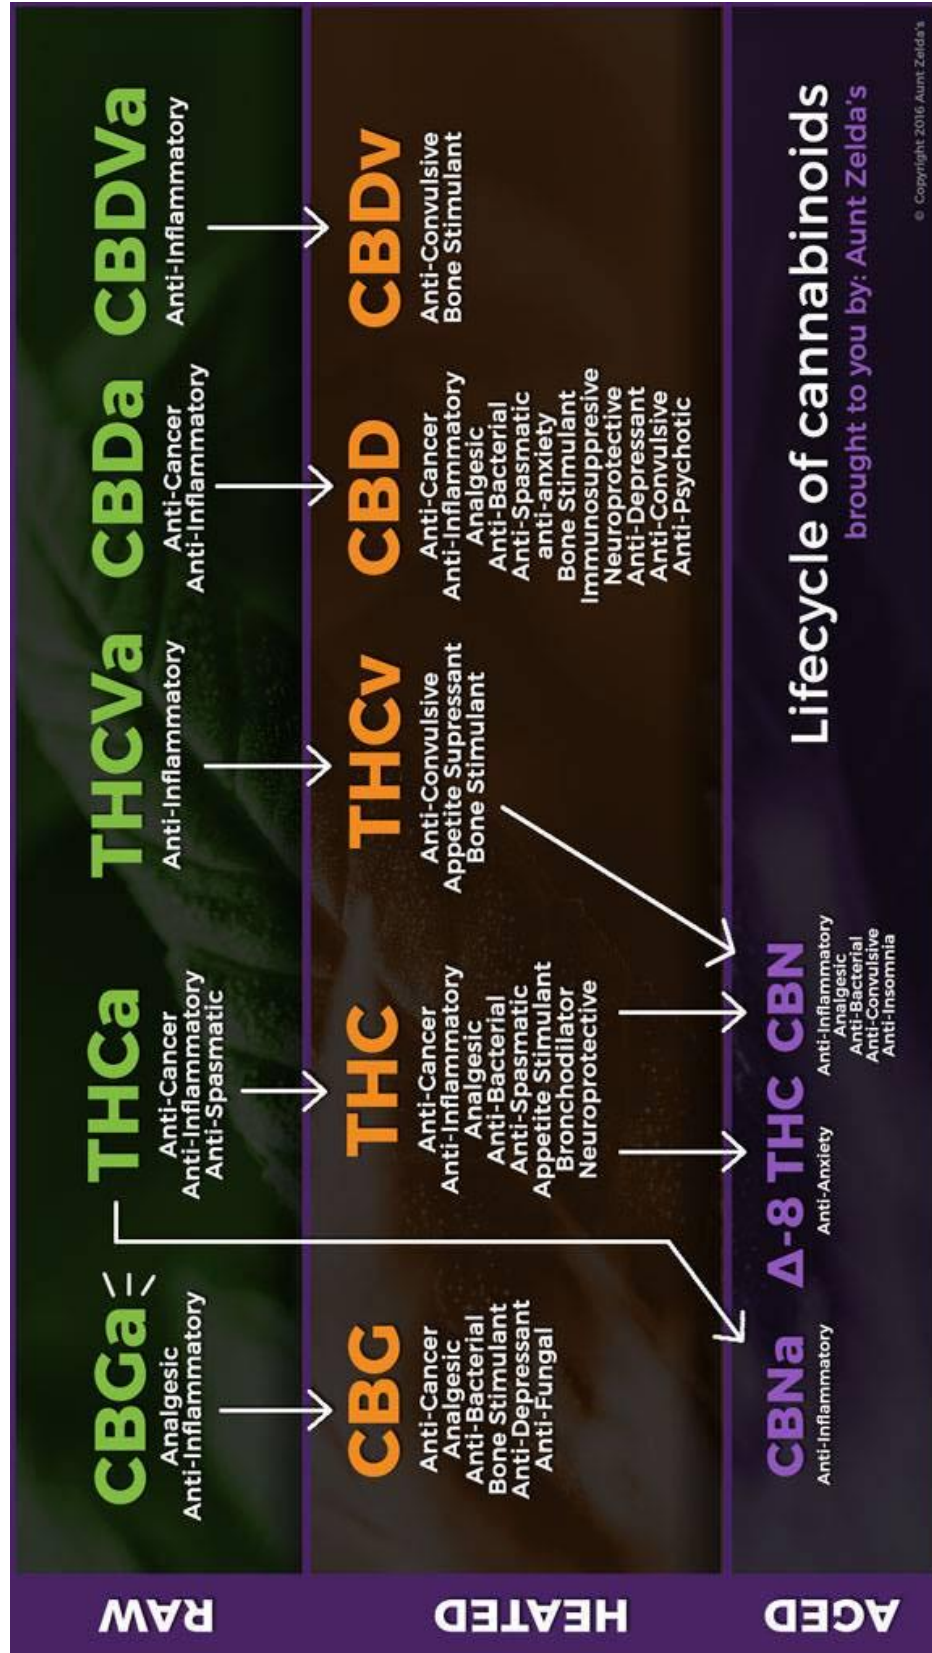 RAW
CBGa
Analgesic
Anti-Inflammatory
THCa
Anti-Cancer
Anti-Inflammatory
Anti-Spasmatic
THCVa
Anti-Inflammatory
CBDa
Anti-Cancer
Anti-Inflammatory
CBDVa
Anti-Inflammatory
HEATED
CBG
Anti-Cancer
Analgesic
Anti-Bacterial
Bone Stimulant
Anti-Depressant
Anti-Fungal
THC
Anti-Cancer
Anti-Inflammatory
Analgesic
Anti-Bacterial
Anti-Spasmatic
Appetite Stimulant
Bronchodilator
Neuroprotective
THCv
Anti-Convulsive
Appetite Supressant
Bone Stimulant
CBD
Anti-Cancer
Anti-Inflammatory
Analgesic
Anti-Bacterial
Anti-Spasmatic
anti-anxiety
Bone Stimulant
Immunosuppresive
Neuroprotective
Anti-Depressant
Anti-Convulsive
Anti-Psychotic
CBDv
Anti-Convulsive
Bone Stimulant
AGED
CBNa
Anti-Inflammatory
Δ-8 THC
Anti-Anxiety
CBN
Anti-Inflammatory
Analgesic
Anti-Bacterial
Anti-Convulsive
Anti-Insomnia
Lifecycle of cannabinoids
brought to you by: Aunt Zelda's
© Copyright 2016 Aunt Zelda's